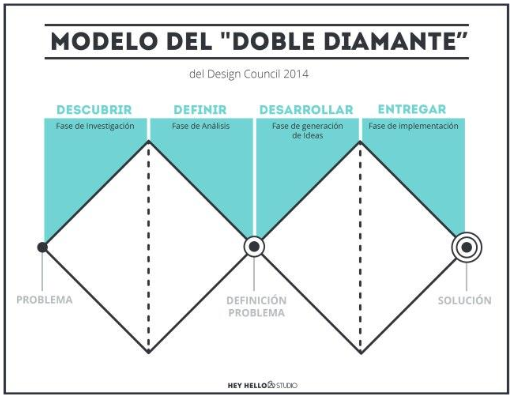 MODELO DEL "DOBLE DIAMANTE”
del Design Council 2014
DESCUBRIR
Fase de Investigación
DEFINIR
Fase de Análisis
DESARROLLAR
Fase de generación
de Ideas
ENTREGAR
Fase de implementación
PROBLEMA
DEFINICIÓN
PROBLEMA
SOLUCIÓN
HEY HELLO STUDIO